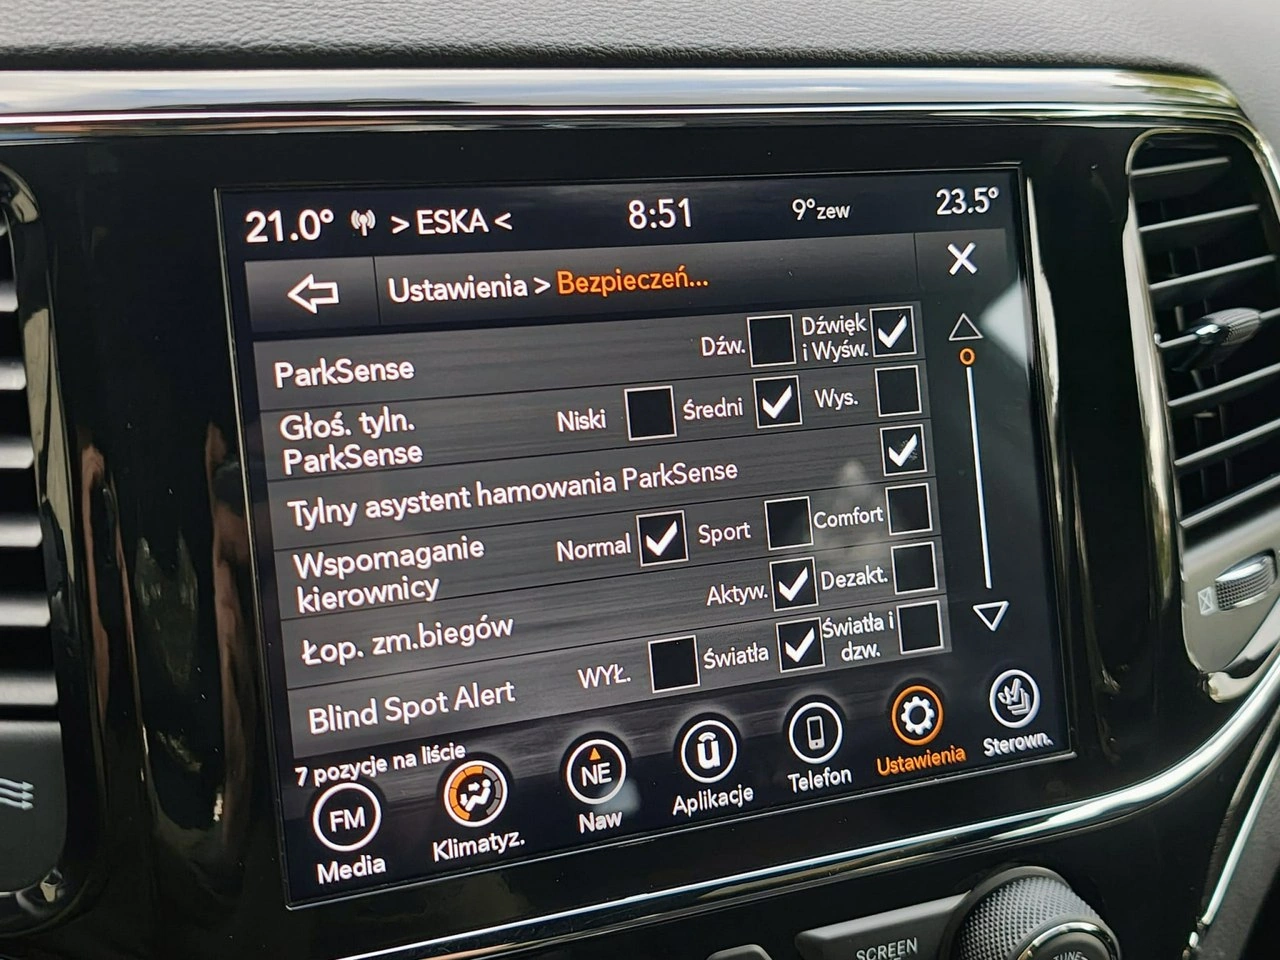 21.0° > ESKA < 8:51 9°zew 23.5°
Ustawienia > Bezpieczeń...
ParkSense Dźw. Dźwięk
i Wyśw.
Głoś. tyln. Niski Średni Wys.
ParkSense
Tylny asystent hamowania ParkSense
Wspomaganie Normal Sport Comfort
kierownicy
Łop. zm.biegów Aktyw. Dezakt.
Blind Spot Alert WYŁ. Światła Światła i
dzw.
7 pozycje na liście
FM NE
Media Klimatyz. Naw Aplikacje Telefon Ustawienia Sterown.
SCREEN
TUNE